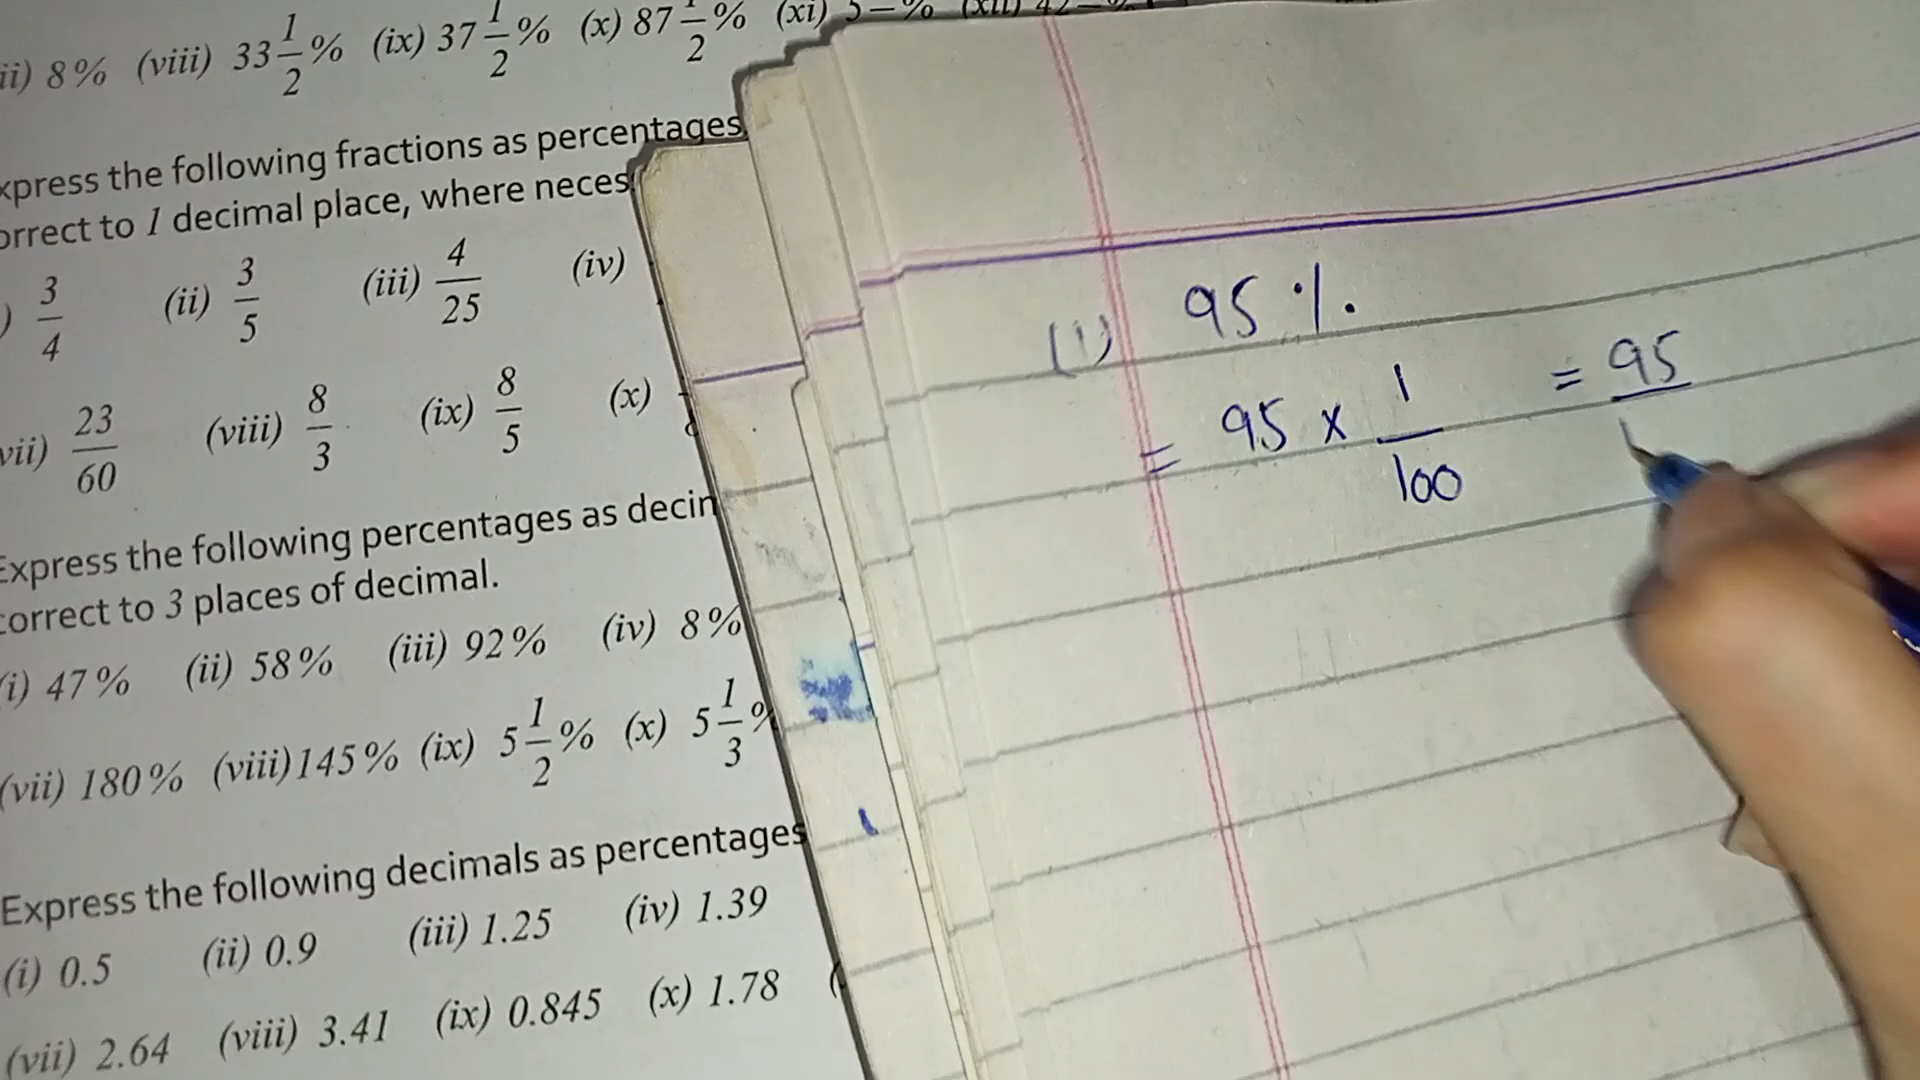 ii) 8% (viii) 33 1/2 % (ix) 37 1/2 % (x) 87 1/2 % (xi) 5 % (xii) 42 %
xpress the following fractions as percentages
orrect to 1 decimal place, where neces
) 3/4 (ii) 3/5 (iii) 4/25 (iv)
vii) 23/60 (viii) 8/3 (ix) 8/5 (x)
Express the following percentages as decim
correct to 3 places of decimal.
(i) 47% (ii) 58% (iii) 92% (iv) 8%
(vii) 180% (viii) 145% (ix) 5 1/2 % (x) 5 1/3 %
Express the following decimals as percentages
(i) 0.5 (ii) 0.9 (iii) 1.25 (iv) 1.39
(vii) 2.64 (viii) 3.41 (ix) 0.845 (x) 1.78 (
(i) 95%.
= 95 x 1/100 = 95/